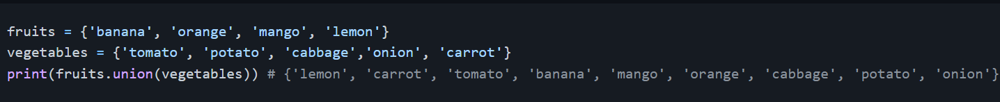 fruits = {'banana', 'orange', 'mango', 'lemon'}
vegetables = {'tomato', 'potato', 'cabbage','onion', 'carrot'}
print(fruits.union(vegetables)) # {'lemon', 'carrot', 'tomato', 'banana', 'mango', 'orange', 'cabbage', 'potato', 'onion'}